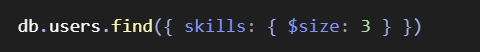 db.users.find({ skills: { $size: 3 } })